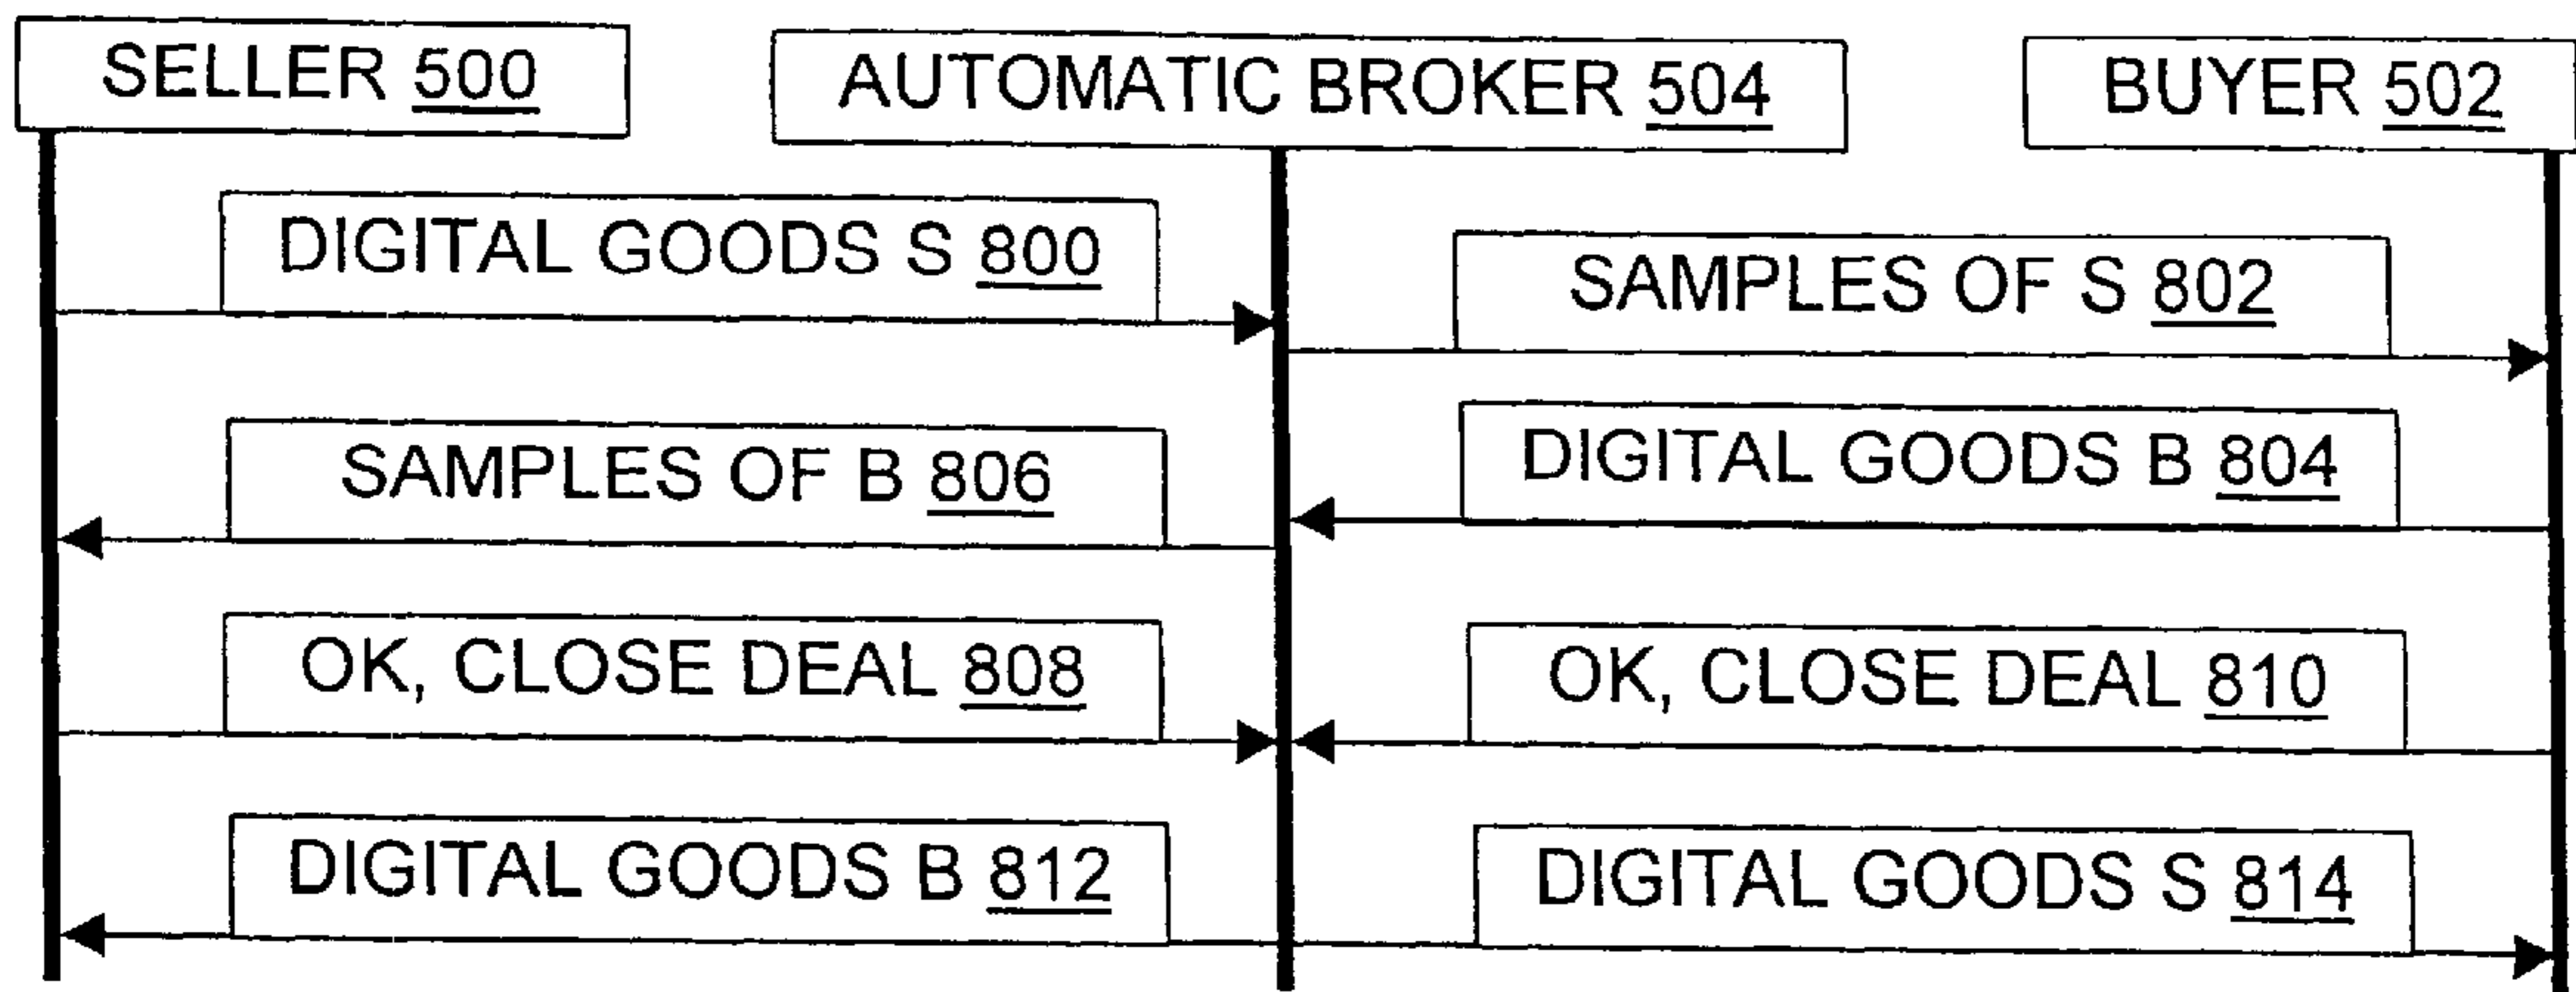 SELLER 500
AUTOMATIC BROKER 504
BUYER 502
DIGITAL GOODS S 800
SAMPLES OF S 802
DIGITAL GOODS B 804
SAMPLES OF B 806
OK, CLOSE DEAL 808
OK, CLOSE DEAL 810
DIGITAL GOODS B 812
DIGITAL GOODS S 814